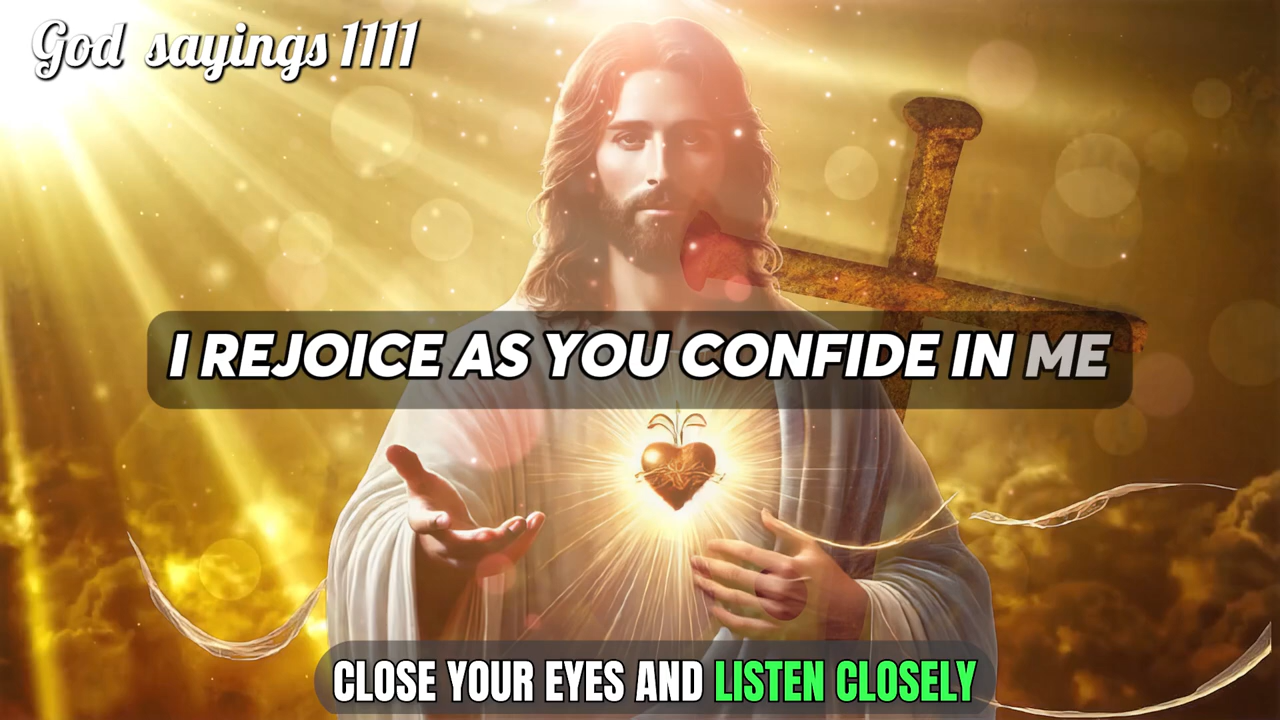 God sayings 1111
I REJOICE AS YOU CONFIDE IN ME
CLOSE YOUR EYES AND LISTEN CLOSELY